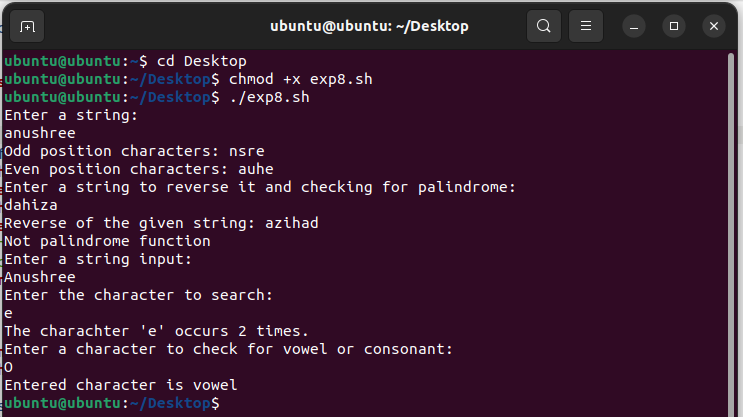 ubuntu@ubuntu: ~/Desktop
ubuntu@ubuntu:~$ cd Desktop
ubuntu@ubuntu:~/Desktop$ chmod +x exp8.sh
ubuntu@ubuntu:~/Desktop$ ./exp8.sh
Enter a string:
anushree
Odd position characters: nsre
Even position characters: auhe
Enter a string to reverse it and checking for palindrome:
dahiza
Reverse of the given string: azihad
Not palindrome function
Enter a string input:
Anushree
Enter the character to search:
e
The charachter 'e' occurs 2 times.
Enter a character to check for vowel or consonant:
O
Entered character is vowel
ubuntu@ubuntu:~/Desktop$